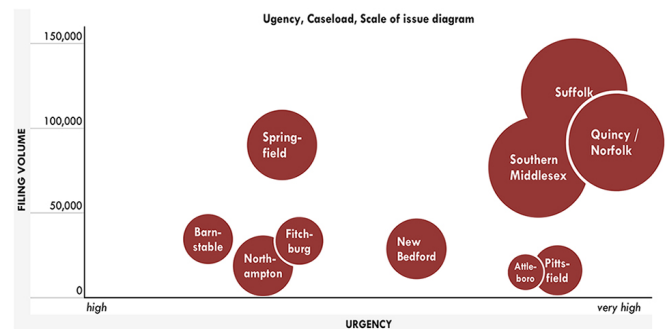 Ugency, Caseload, Scale of issue diagram
150,000
Suffolk
100,000
Spring-
field
Quincy /
Norfolk
Southern
Middlesex
FILING VOLUME
50,000
Barn-
stable
Fitch-
burg
New
Bedford
North-
ampton
Attle-
boro
Pitts-
field
0
high
very high
URGENCY